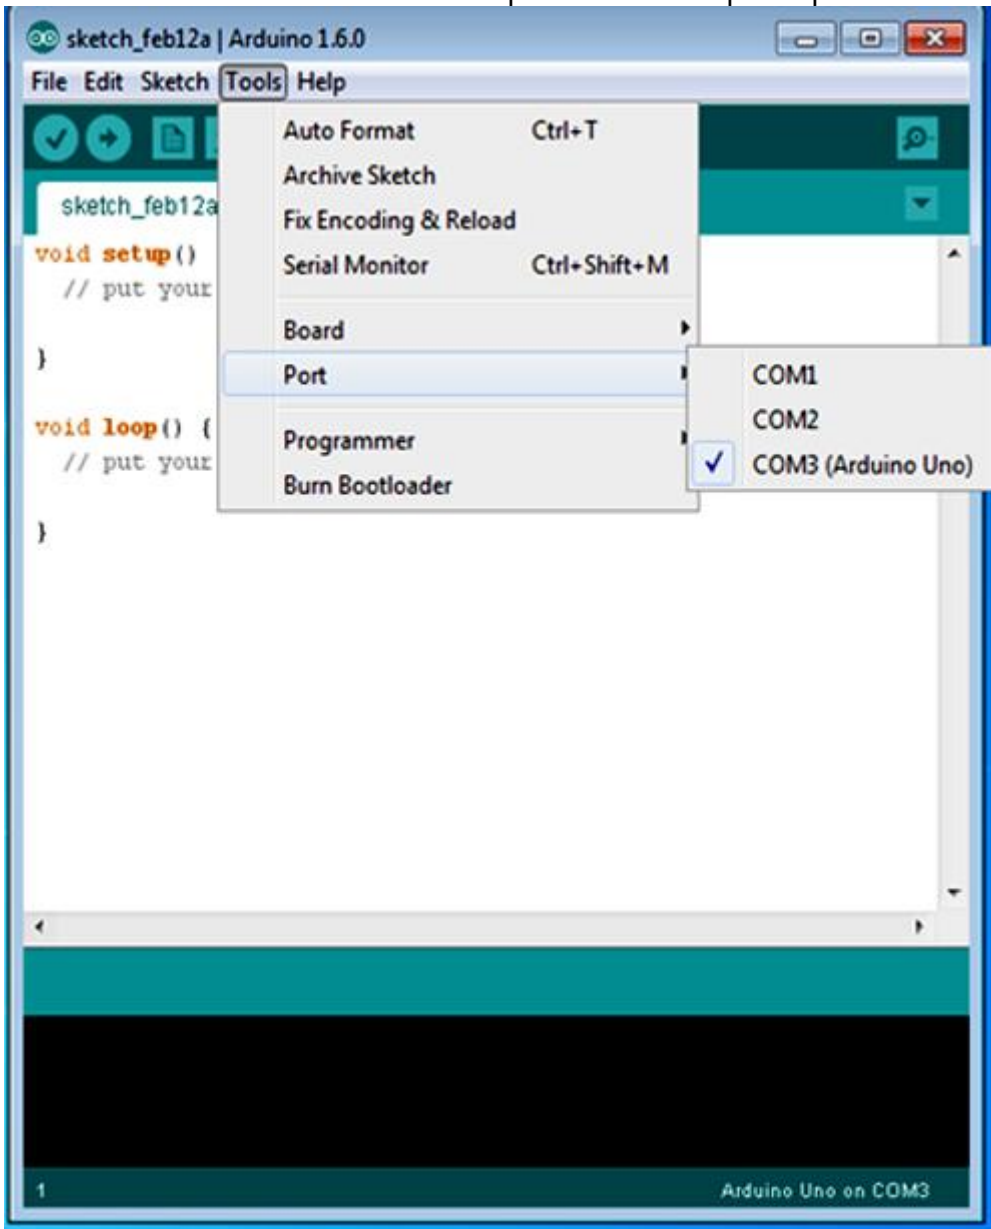 sketch_feb12a | Arduino 1.6.0
File Edit Sketch Tools Help
Auto Format Ctrl+T
Archive Sketch
Fix Encoding & Reload
Serial Monitor Ctrl+Shift+M
Board
Port
Programmer
Burn Bootloader
COM1
COM2
COM3 (Arduino Uno)
sketch_feb12a
void setup()
// put your
}
void loop() {
// put your
}
1 Arduino Uno on COM3